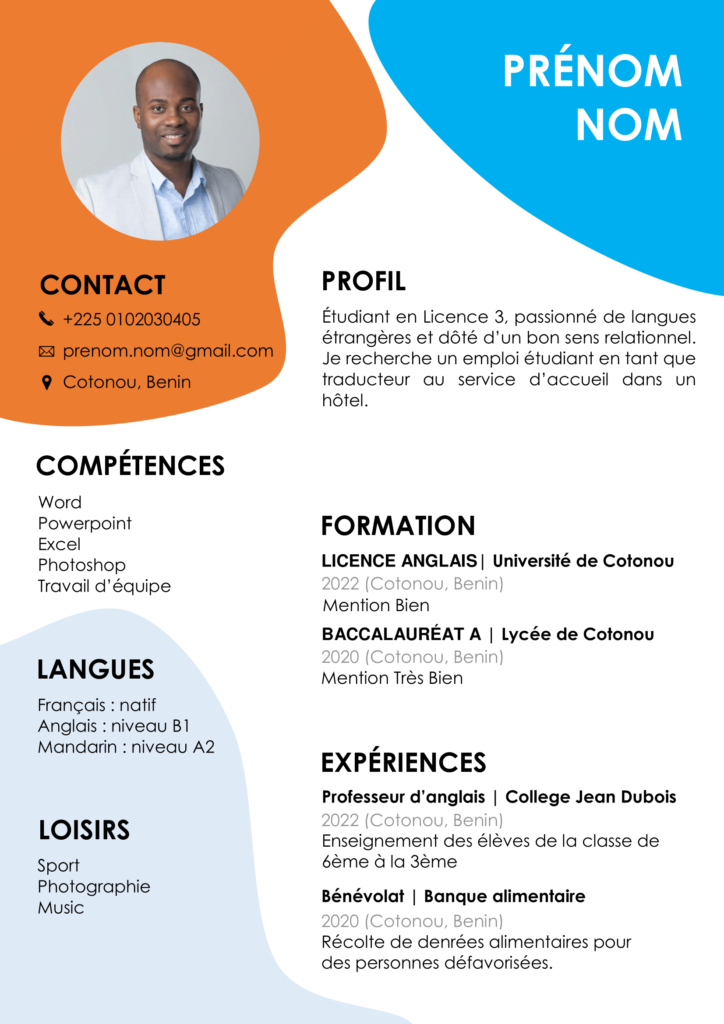 PRÉNOM
NOM
CONTACT
+225 0102030405
prenom.nom@gmail.com
Cotonou, Benin
COMPÉTENCES
Word
Powerpoint
Excel
Photoshop
Travail d’équipe
LANGUES
Français : natif
Anglais : niveau B1
Mandarin : niveau A2
LOISIRS
Sport
Photographie
Music
PROFIL
Étudiant en Licence 3, passionné de langues
étrangères et dôté d’un bon sens relationnel.
Je recherche un emploi étudiant en tant que
traducteur au service d’accueil dans un
hôtel.
FORMATION
LICENCE ANGLAIS| Université de Cotonou
2022 (Cotonou, Benin)
Mention Bien
BACCALAURÉAT A | Lycée de Cotonou
2020 (Cotonou, Benin)
Mention Très Bien
EXPÉRIENCES
Professeur d’anglais | College Jean Dubois
2022 (Cotonou, Benin)
Enseignement des élèves de la classe de
6ème à la 3ème
Bénévolat | Banque alimentaire
2020 (Cotonou, Benin)
Récolte de denrées alimentaires pour
des personnes défavorisées.